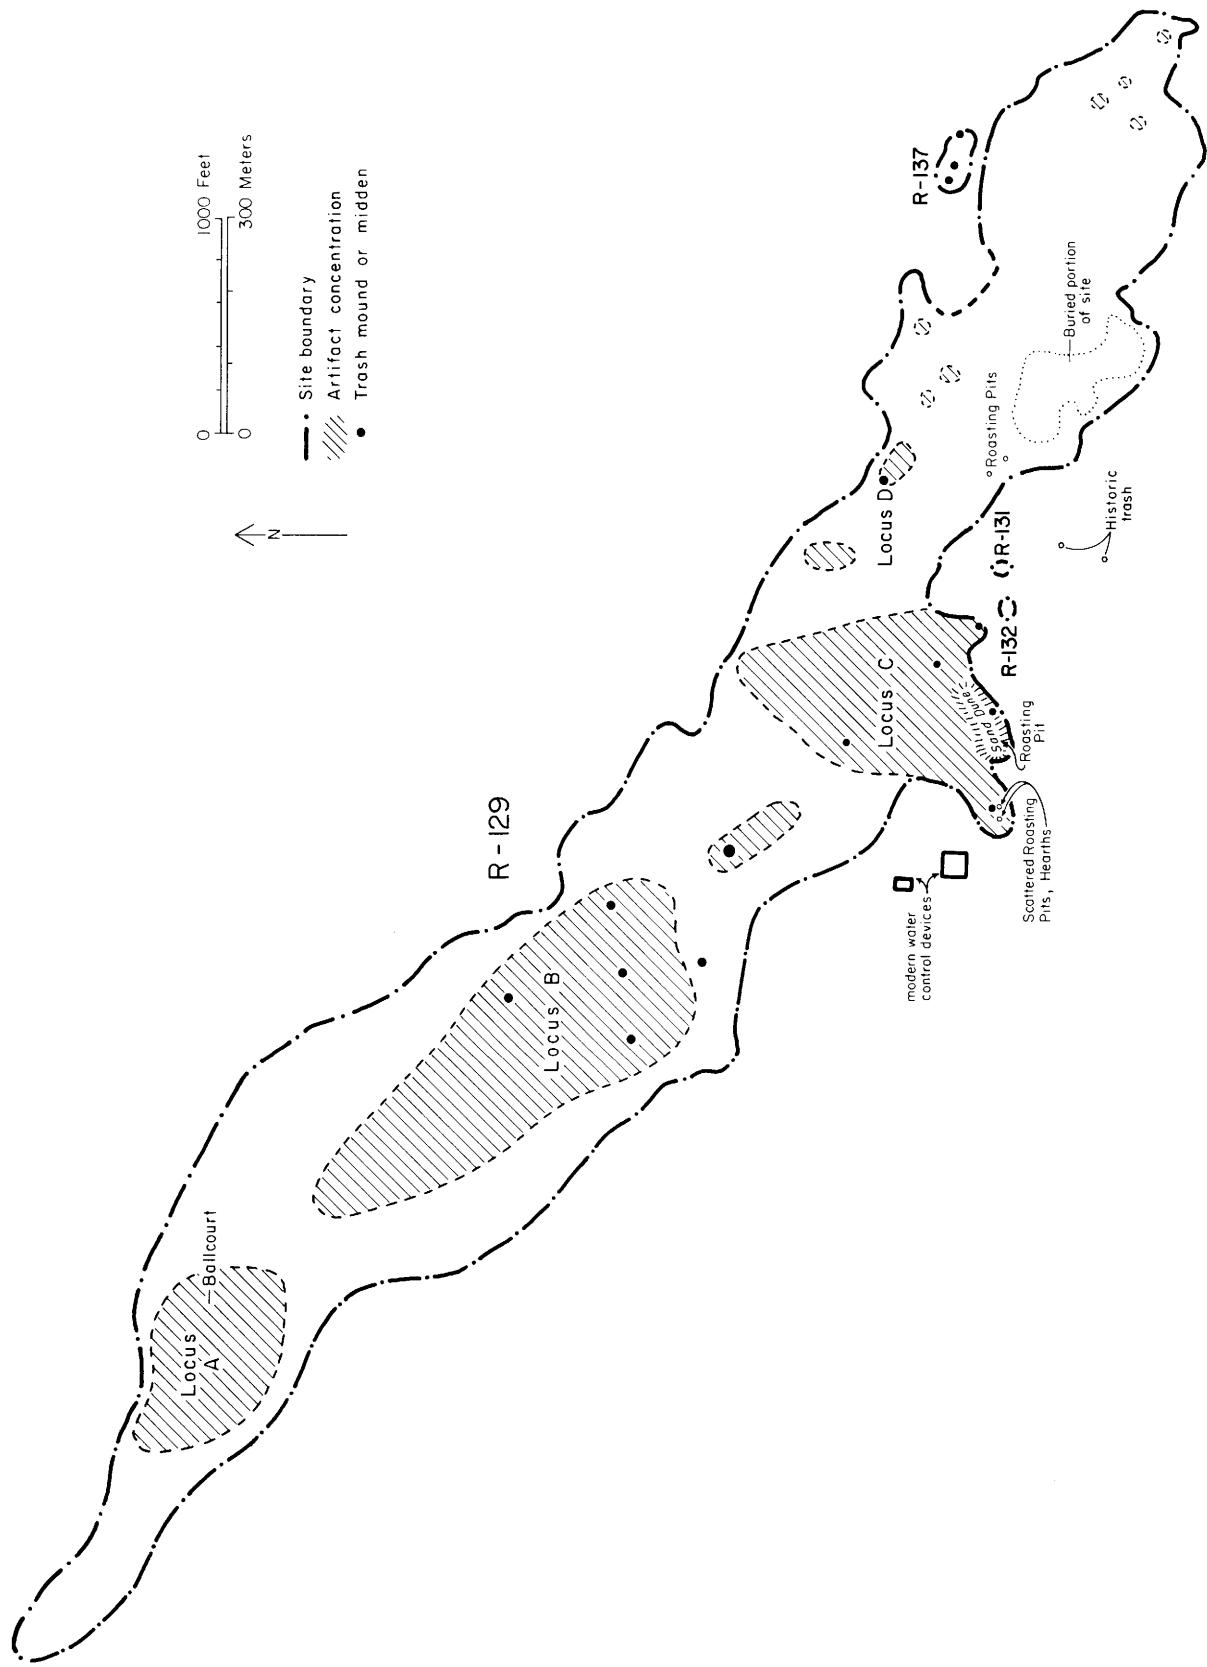 0 1000 Feet
0 300 Meters
Site boundary
Artifact concentration
Trash mound or midden
N
R-129
Locus
A
Ballcourt
Locus B
Locus C
Sand Dune
Locus D
R-137
Buried portion
of site
Roasting Pits
R-131
R-132
Historic
trash
Roasting
Pit
Scattered Roasting
Pits, Hearths
modern water
control devices